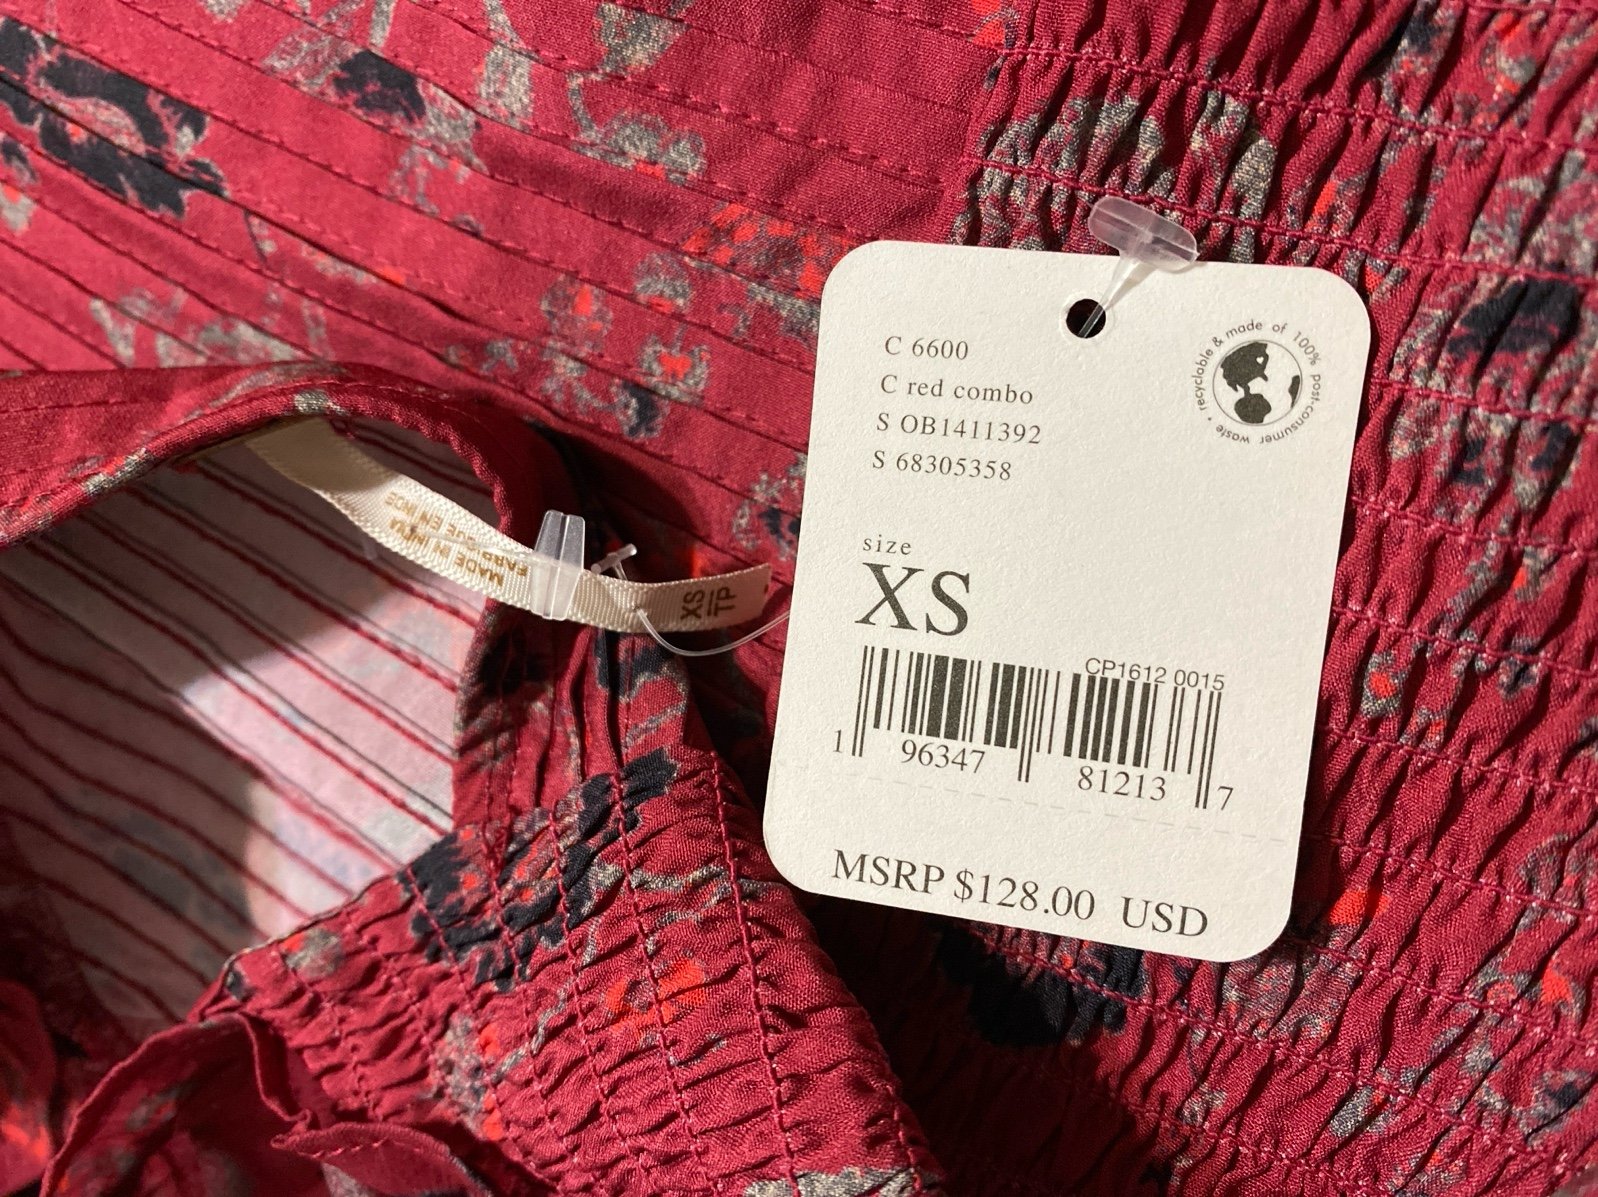 C 6600
C red combo
S OB1411392
S 68305358
recyclable & made of 100% post-consumer waste •
size
XS
CP1612 0015
1 96347 81213 7
MSRP $128.00 USD
XS
TP
MADE IN INDIA
FABRIQUE EN INDE